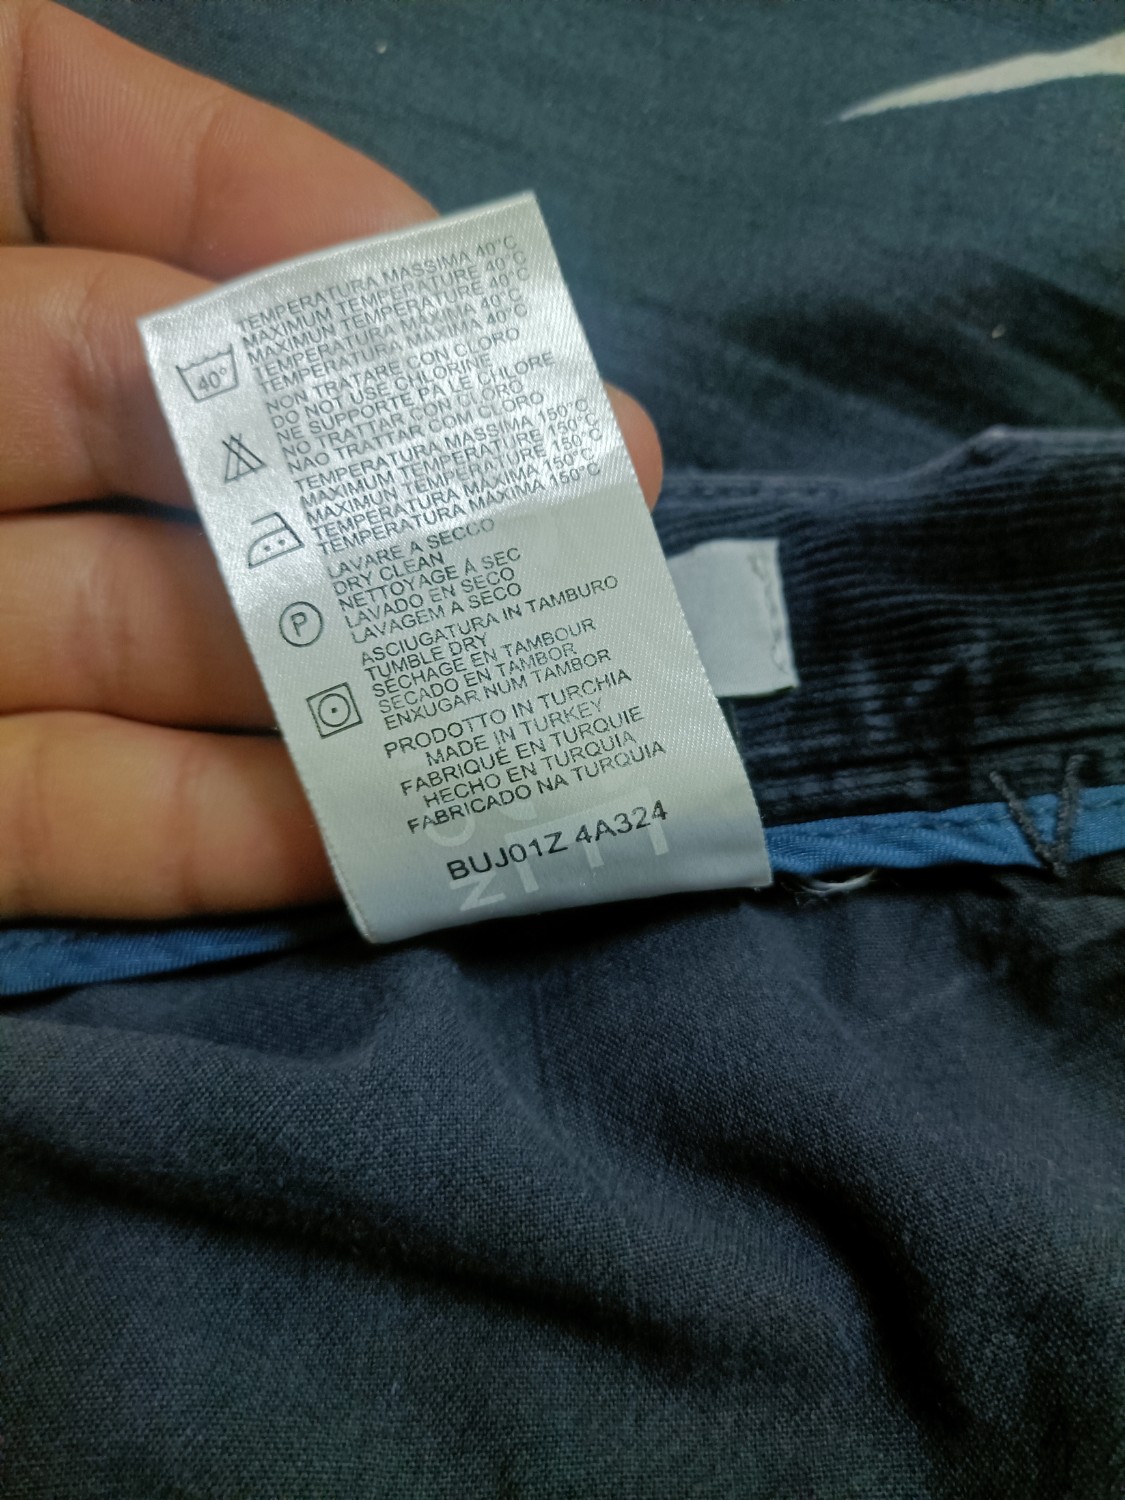 40°
TEMPERATURA MASSIMA 40°C
MAXIMUM TEMPERATURE 40°C
MAXIMUN TEMPERATURE 40°C
TEMPERATURA MAXIMA 40°C
TEMPERATURA MAXIMA 40°C
NON TRATARE CON CLORO
DO NOT USE CHLORINE
NE SUPPORTE PA LE CHLORE
NO TRATTAR CON CLORO
NAO TRATTAR COM CLORO
TEMPERATURA MASSIMA 150°C
MAXIMUM TEMPERATURE 150°C
MAXIMUN TEMPERATURE 150°C
TEMPERATURA MAXIMA 150°C
TEMPERATURA MAXIMA 150°C
LAVARE A SECCO
DRY CLEAN
NETTOYAGE À SEC
LAVADO EN SECO
LAVAGEM A SECO
P
ASCIUGATURA IN TAMBURO
TUMBLE DRY
SECHAGE EN TAMBOUR
SECADO EN TAMBOR
ENXUGAR NUM TAMBOR
PRODOTTO IN TURCHIA
MADE IN TURKEY
FABRIQUÉ EN TURQUIE
HECHO EN TURQUIA
FABRICADO NA TURQUIA
BUJ01Z 4A324